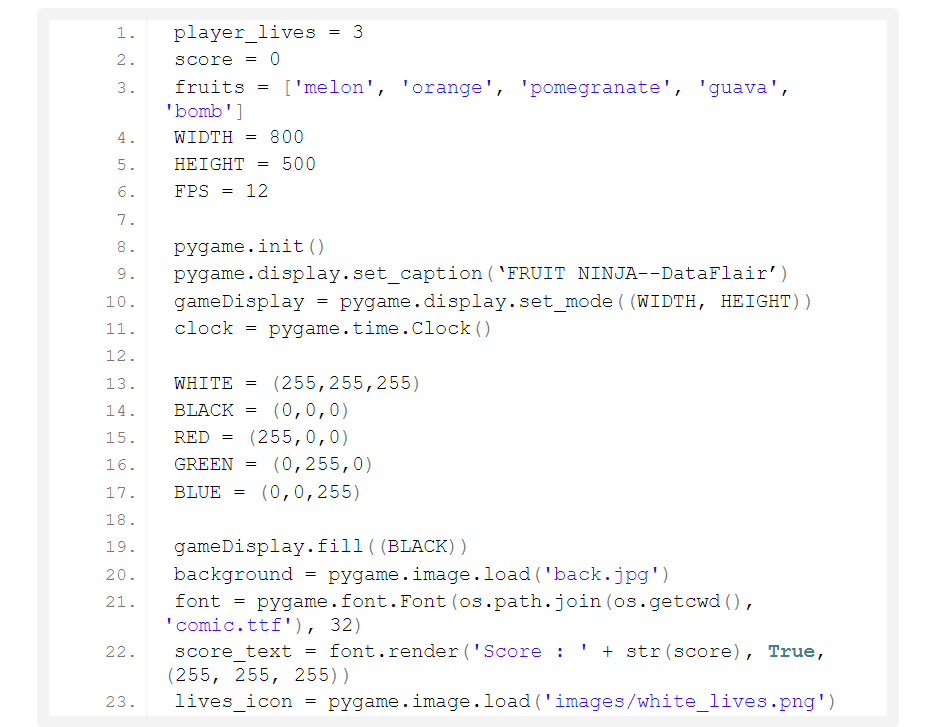 1. player_lives = 3
2. score = 0
3. fruits = ['melon', 'orange', 'pomegranate', 'guava',
'bomb']
4. WIDTH = 800
5. HEIGHT = 500
6. FPS = 12
7.
8. pygame.init()
9. pygame.display.set_caption(‘FRUIT NINJA--DataFlair’)
10. gameDisplay = pygame.display.set_mode((WIDTH, HEIGHT))
11. clock = pygame.time.Clock()
12.
13. WHITE = (255,255,255)
14. BLACK = (0,0,0)
15. RED = (255,0,0)
16. GREEN = (0,255,0)
17. BLUE = (0,0,255)
18.
19. gameDisplay.fill((BLACK))
20. background = pygame.image.load('back.jpg')
21. font = pygame.font.Font(os.path.join(os.getcwd(),
'comic.ttf'), 32)
22. score_text = font.render('Score : ' + str(score), True,
(255, 255, 255))
23. lives_icon = pygame.image.load('images/white_lives.png')